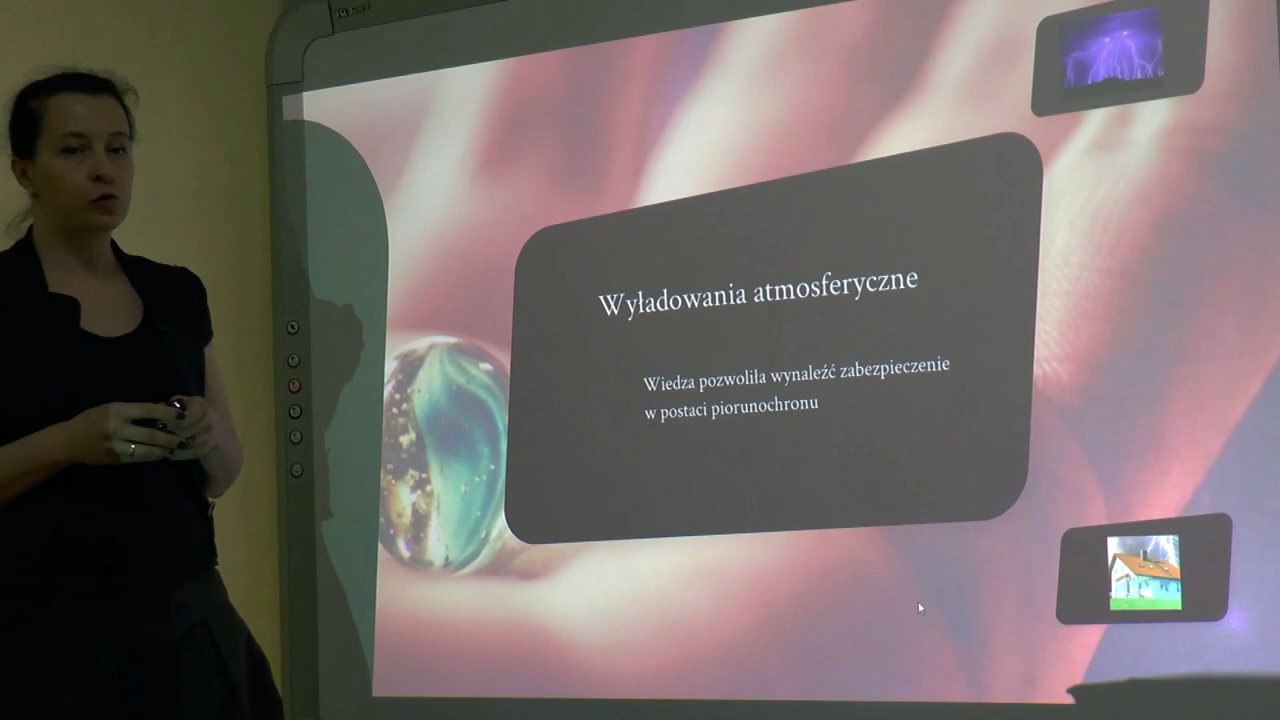 Wyładowania atmosferyczne
Wiedza pozwoliła wynaleźć zabezpieczenie
w postaci piorunochronu